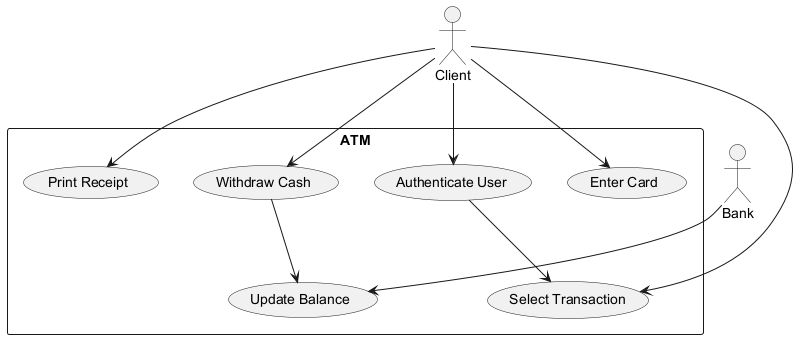 Client
ATM
Print Receipt
Withdraw Cash
Authenticate User
Enter Card
Bank
Update Balance
Select Transaction